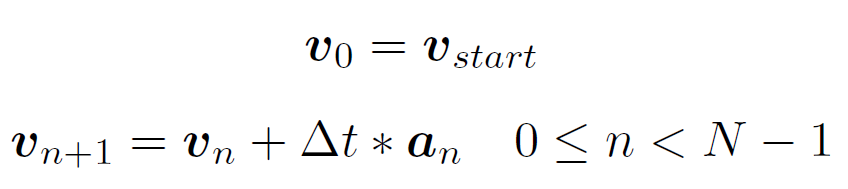 v₀ = v_start
v_{n+1} = v_n + Δt * a_n 0 ≤ n < N − 1